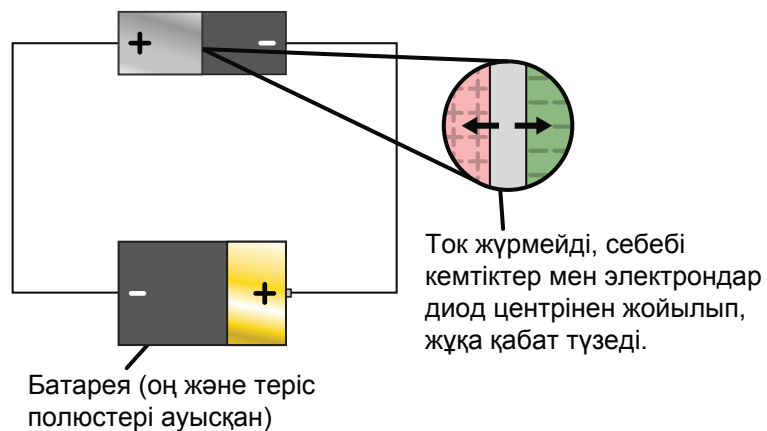 Ток жүрмейді, себебі
кемтіктер мен электрондар
диод центрінен жойылып,
жұқа қабат түзеді.
Батарея (оң және теріс
полюстері ауысқан)